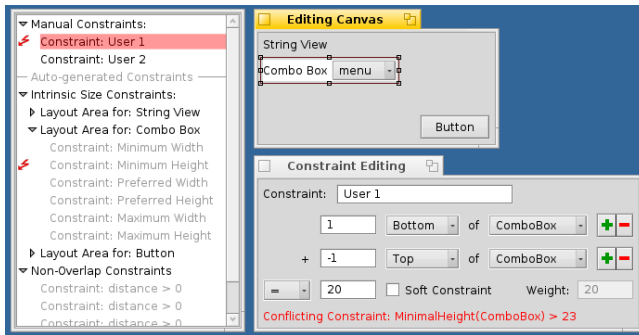 Manual Constraints:
Constraint: User 1
Constraint: User 2
Auto-generated Constraints
Intrinsic Size Constraints:
Layout Area for: String View
Layout Area for: Combo Box
Constraint: Minimum Width
Constraint: Minimum Height
Constraint: Preferred Width
Constraint: Preferred Height
Constraint: Maximum Width
Constraint: Maximum Height
Layout Area for: Button
Non-Overlap Constraints
Constraint: distance > 0
Constraint: distance > 0
Constraint: distance > 0
Editing Canvas
String View
Combo Box menu
Button
Constraint Editing
Constraint: User 1
1 Bottom of ComboBox + −
+ -1 Top of ComboBox + −
= 20 Soft Constraint Weight: 20
Conflicting Constraint: MinimalHeight(ComboBox) > 23